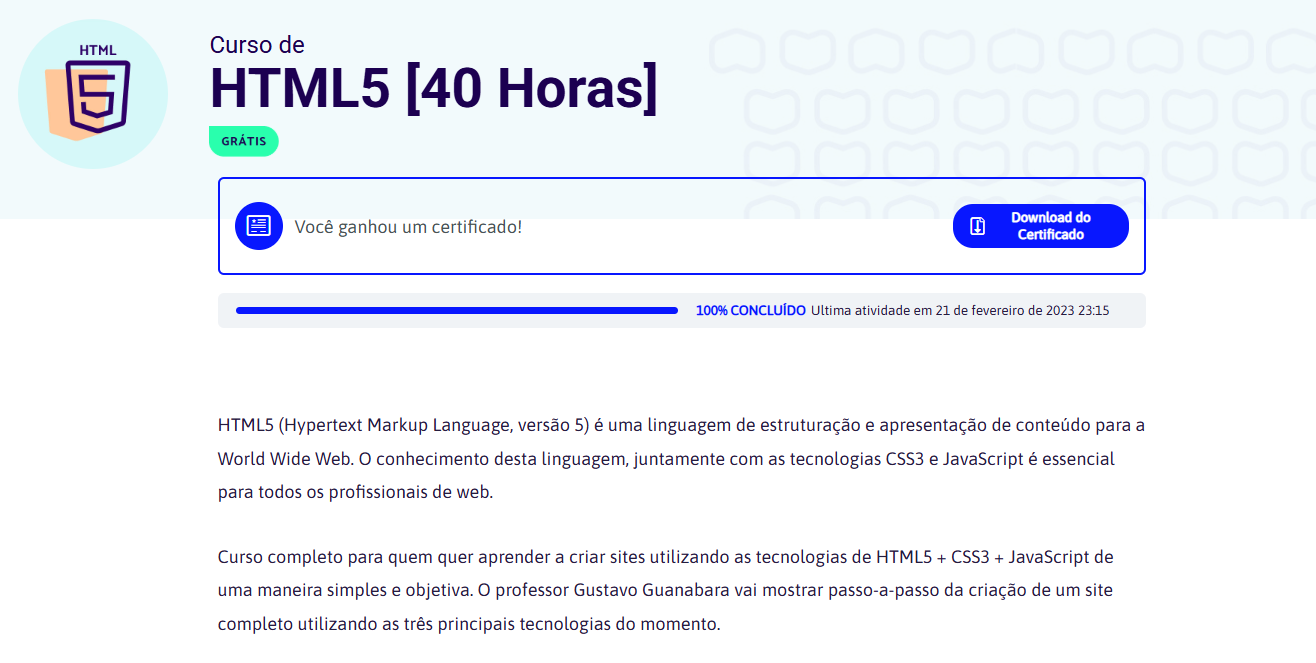 HTML
5
Curso de
HTML5 [40 Horas]
GRÁTIS
Você ganhou um certificado!
Download do
Certificado
100% CONCLUÍDO Ultima atividade em 21 de fevereiro de 2023 23:15
HTML5 (Hypertext Markup Language, versão 5) é uma linguagem de estruturação e apresentação de conteúdo para a
World Wide Web. O conhecimento desta linguagem, juntamente com as tecnologias CSS3 e JavaScript é essencial
para todos os profissionais de web.
Curso completo para quem quer aprender a criar sites utilizando as tecnologias de HTML5 + CSS3 + JavaScript de
uma maneira simples e objetiva. O professor Gustavo Guanabara vai mostrar passo-a-passo da criação de um site
completo utilizando as três principais tecnologias do momento.